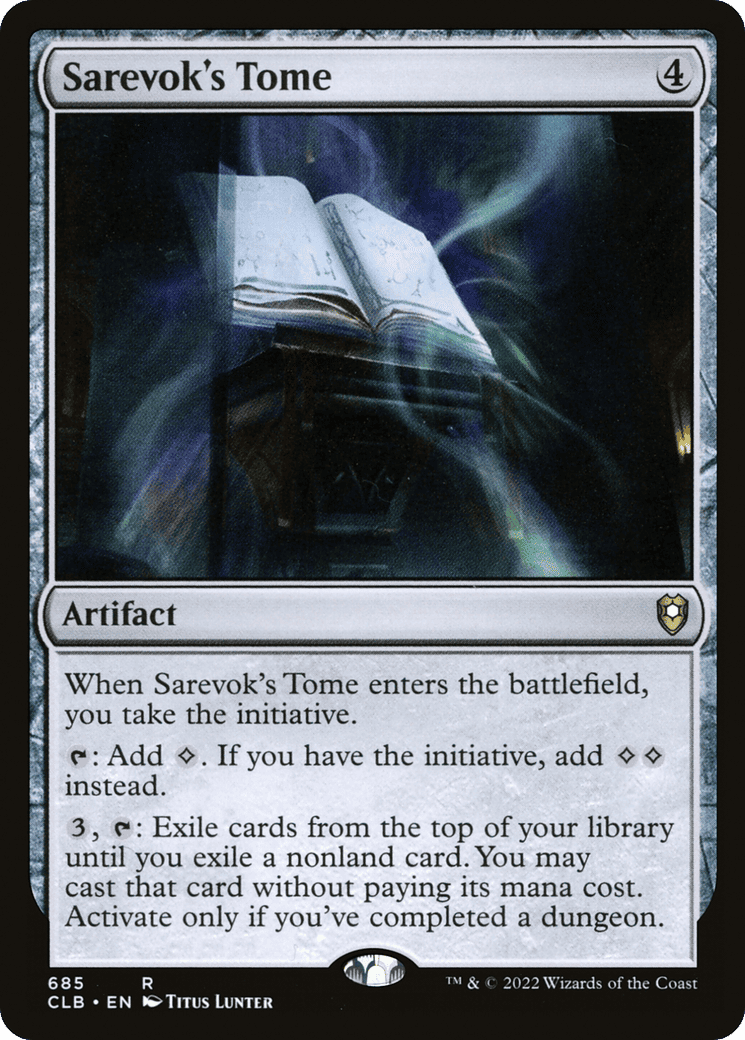 Sarevok's Tome 4
Artifact
When Sarevok's Tome enters the battlefield,
you take the initiative.
: Add . If you have the initiative, add
instead.
3, : Exile cards from the top of your library
until you exile a nonland card. You may
cast that card without paying its mana cost.
Activate only if you've completed a dungeon.
685 R
CLB • EN Titus Lunter
™ & © 2022 Wizards of the Coast